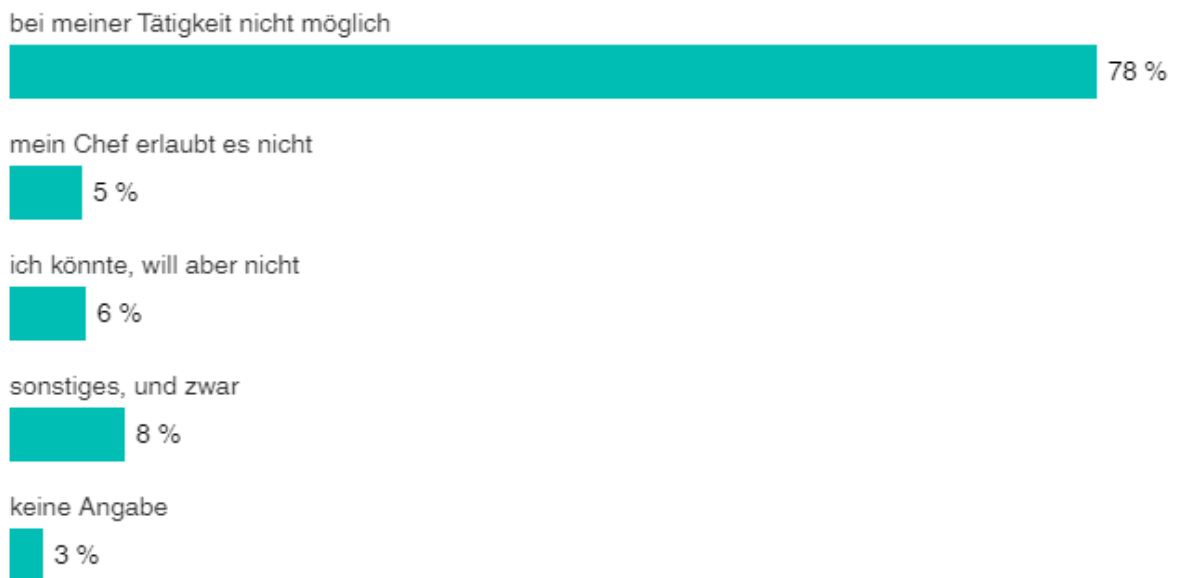 bei meiner Tätigkeit nicht möglich
78 %
mein Chef erlaubt es nicht
5 %
ich könnte, will aber nicht
6 %
sonstiges, und zwar
8 %
keine Angabe
3 %